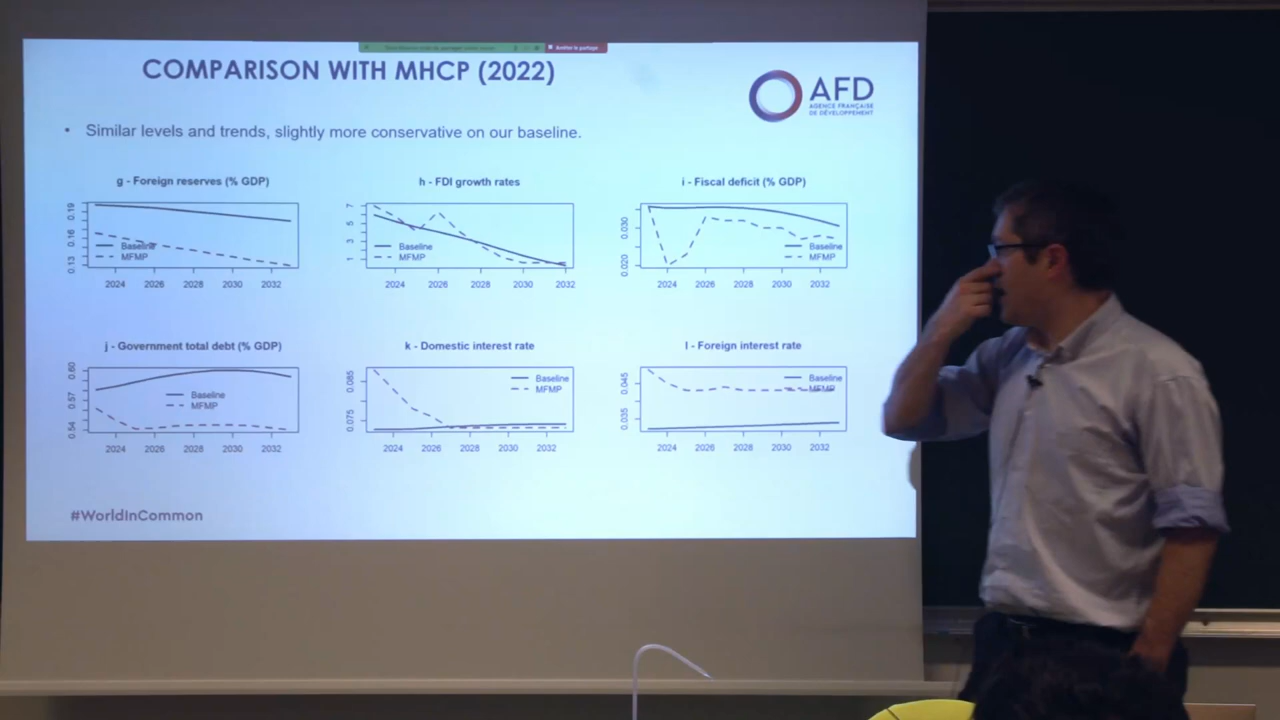 Arrêter le partage
COMPARISON WITH MHCP (2022)
AFD
AGENCE FRANÇAISE
DE DÉVELOPPEMENT
• Similar levels and trends, slightly more conservative on our baseline.
g - Foreign reserves (% GDP)
0.19
0.16
0.13
Baseline
MFMP
2024 2026 2028 2030 2032
h - FDI growth rates
7
5
3
1
Baseline
MFMP
2024 2026 2028 2030 2032
i - Fiscal deficit (% GDP)
0.030
0.020
Baseline
MFMP
2024 2026 2028 2030 2032
j - Government total debt (% GDP)
0.60
0.57
0.54
Baseline
MFMP
2024 2026 2028 2030 2032
k - Domestic interest rate
0.085
0.075
Baseline
MFMP
2024 2026 2028 2030 2032
l - Foreign interest rate
0.045
0.035
Baseline
MFMP
2024 2026 2028 2030 2032
#WorldInCommon